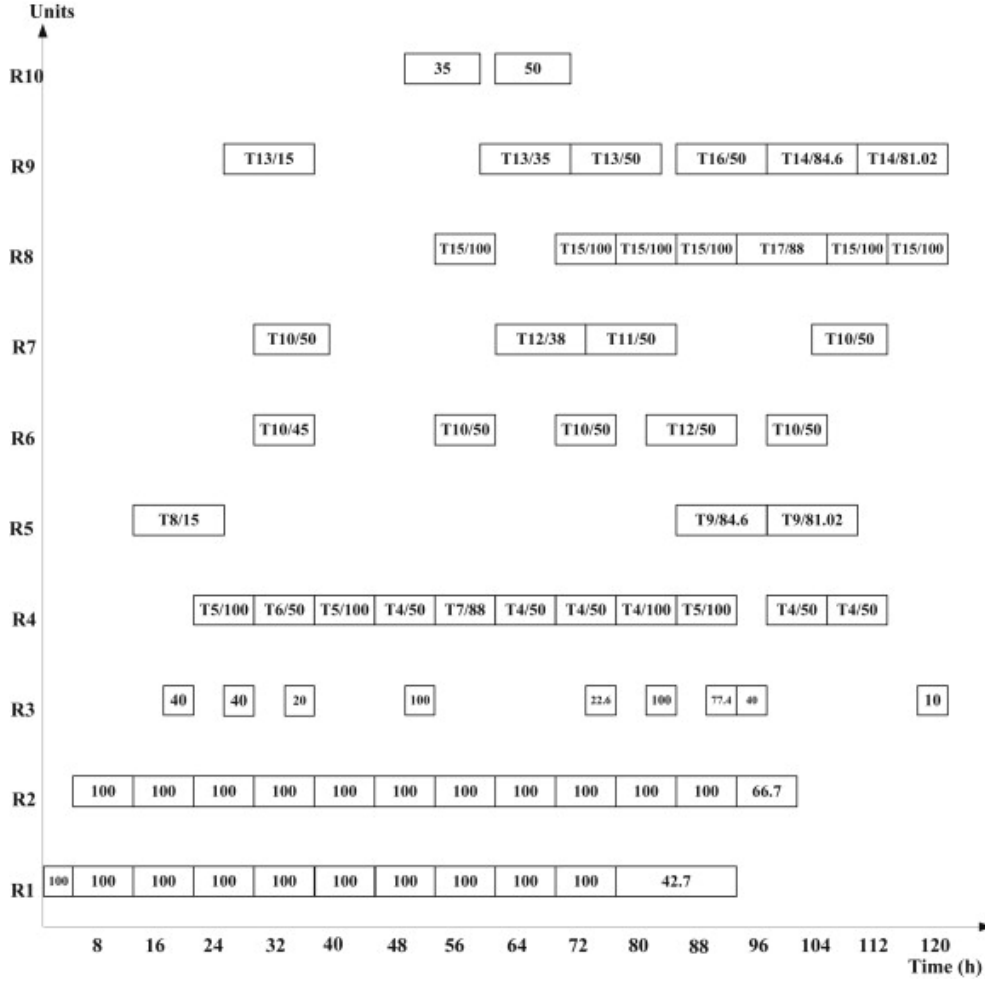 Units
R10 35 50
R9 T13/15 T13/35 T13/50 T16/50 T14/84.6 T14/81.02
R8 T15/100 T15/100 T15/100 T15/100 T17/88 T15/100 T15/100
R7 T10/50 T12/38 T11/50 T10/50
R6 T10/45 T10/50 T10/50 T12/50 T10/50
R5 T8/15 T9/84.6 T9/81.02
R4 T5/100 T6/50 T5/100 T4/50 T7/88 T4/50 T4/50 T4/100 T5/100 T4/50 T4/50
R3 40 40 20 100 22.6 100 77.4 40 10
R2 100 100 100 100 100 100 100 100 100 100 100 66.7
R1 100 100 100 100 100 100 100 100 100 100 42.7
8 16 24 32 40 48 56 64 72 80 88 96 104 112 120
Time (h)